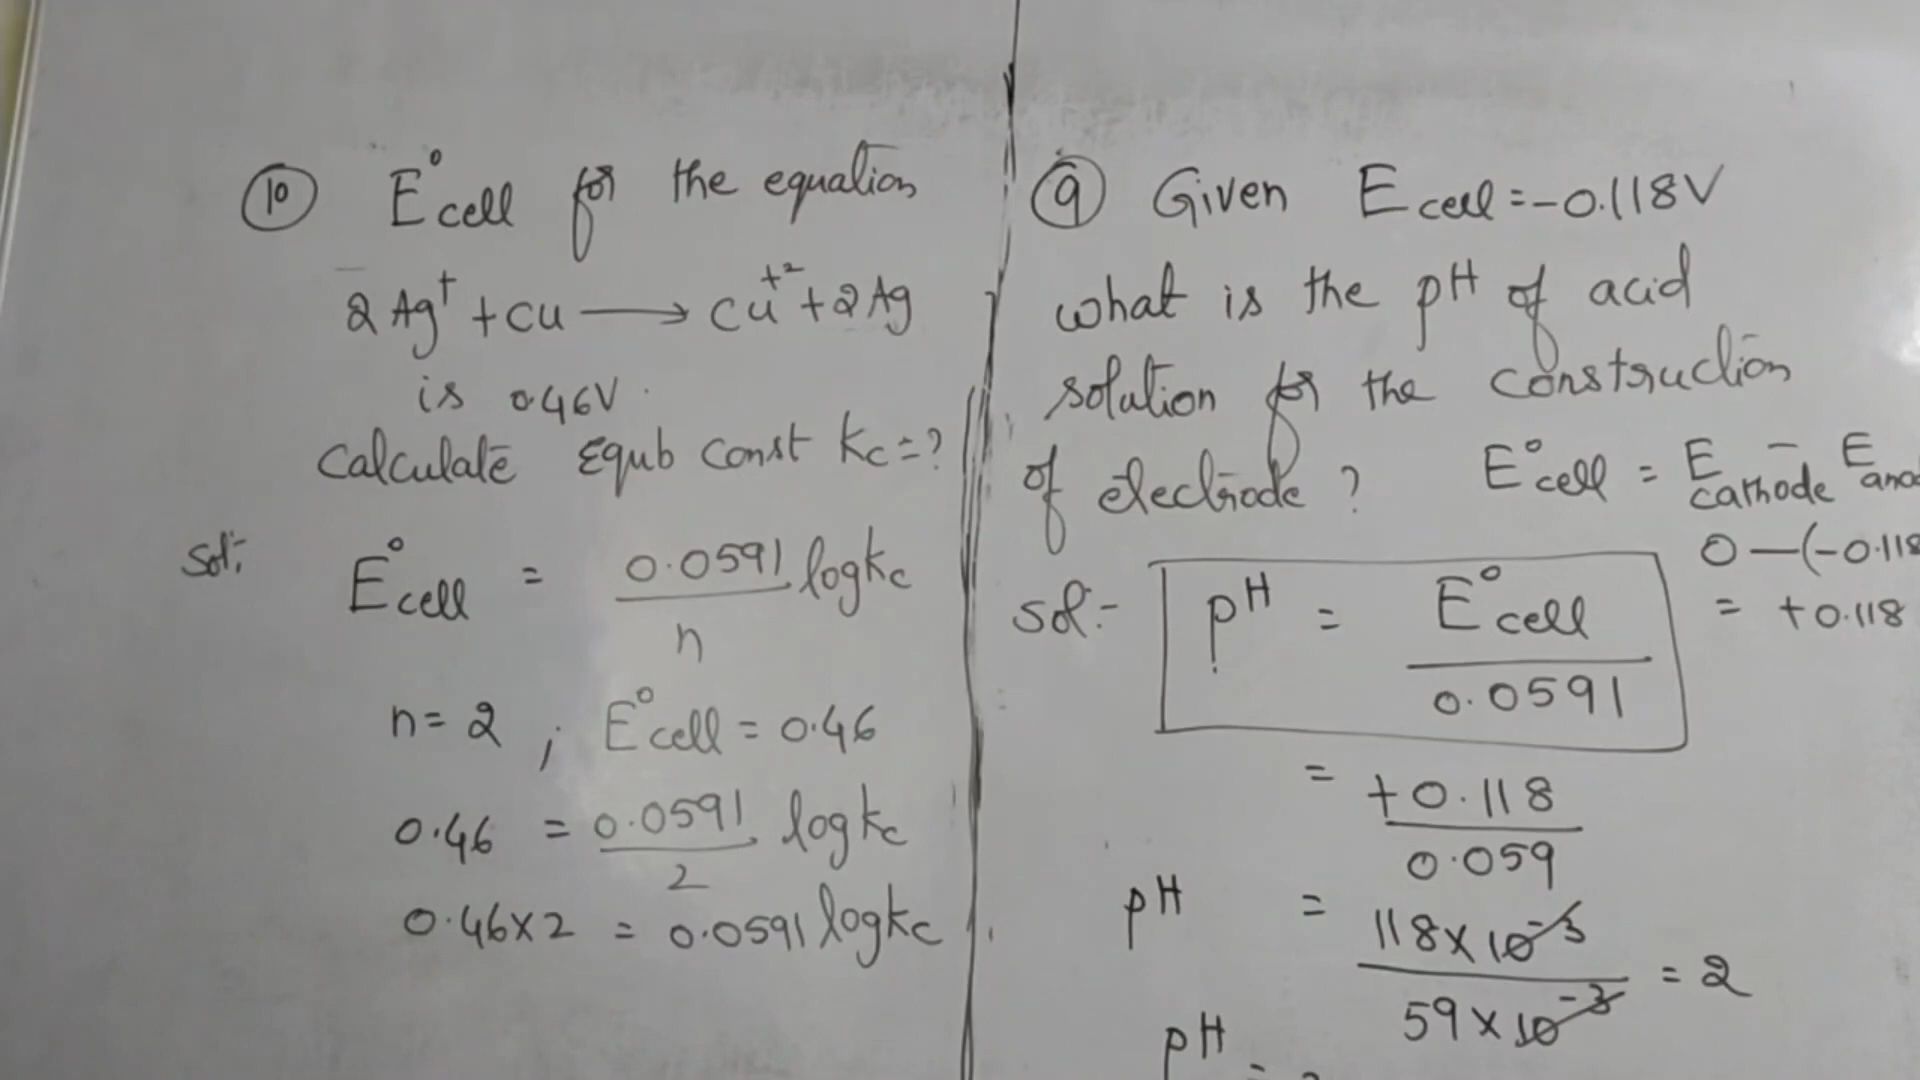 ⑩ E°cell for the equation
2Ag⁺ + Cu ⟶ Cu⁺² + 2Ag
is 0.46V.
Calculate Equb const Kc = ?
Sol: E°cell = 0.0591/n log Kc
n = 2 ; E°cell = 0.46
0.46 = 0.0591/2 log Kc
0.46 x 2 = 0.0591 log Kc
⑨ Given Ecell = -0.118V
what is the pH of acid
solution for the construction
of electrode ?
E°cell = Ecathode - E
0 - (-0.118
= +0.118
Sol:- pH = E°cell/0.0591
= +0.118/0.059
pH = 118 x 10⁻³/59 x 10⁻³ = 2
pH =